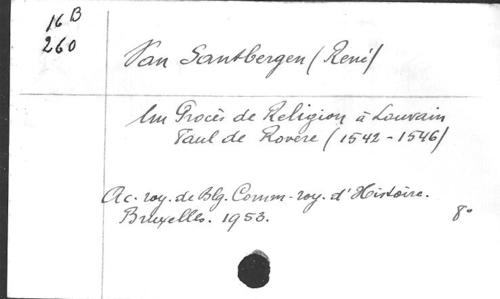 16 B
260
Van Santbergen (René)
Un Procès de Religion à Louvain
Paul de Rovere (1542-1546)
Ac. roy. de Blg. Comm. roy. d'Histoire.
Bruxelles. 1953.
8°